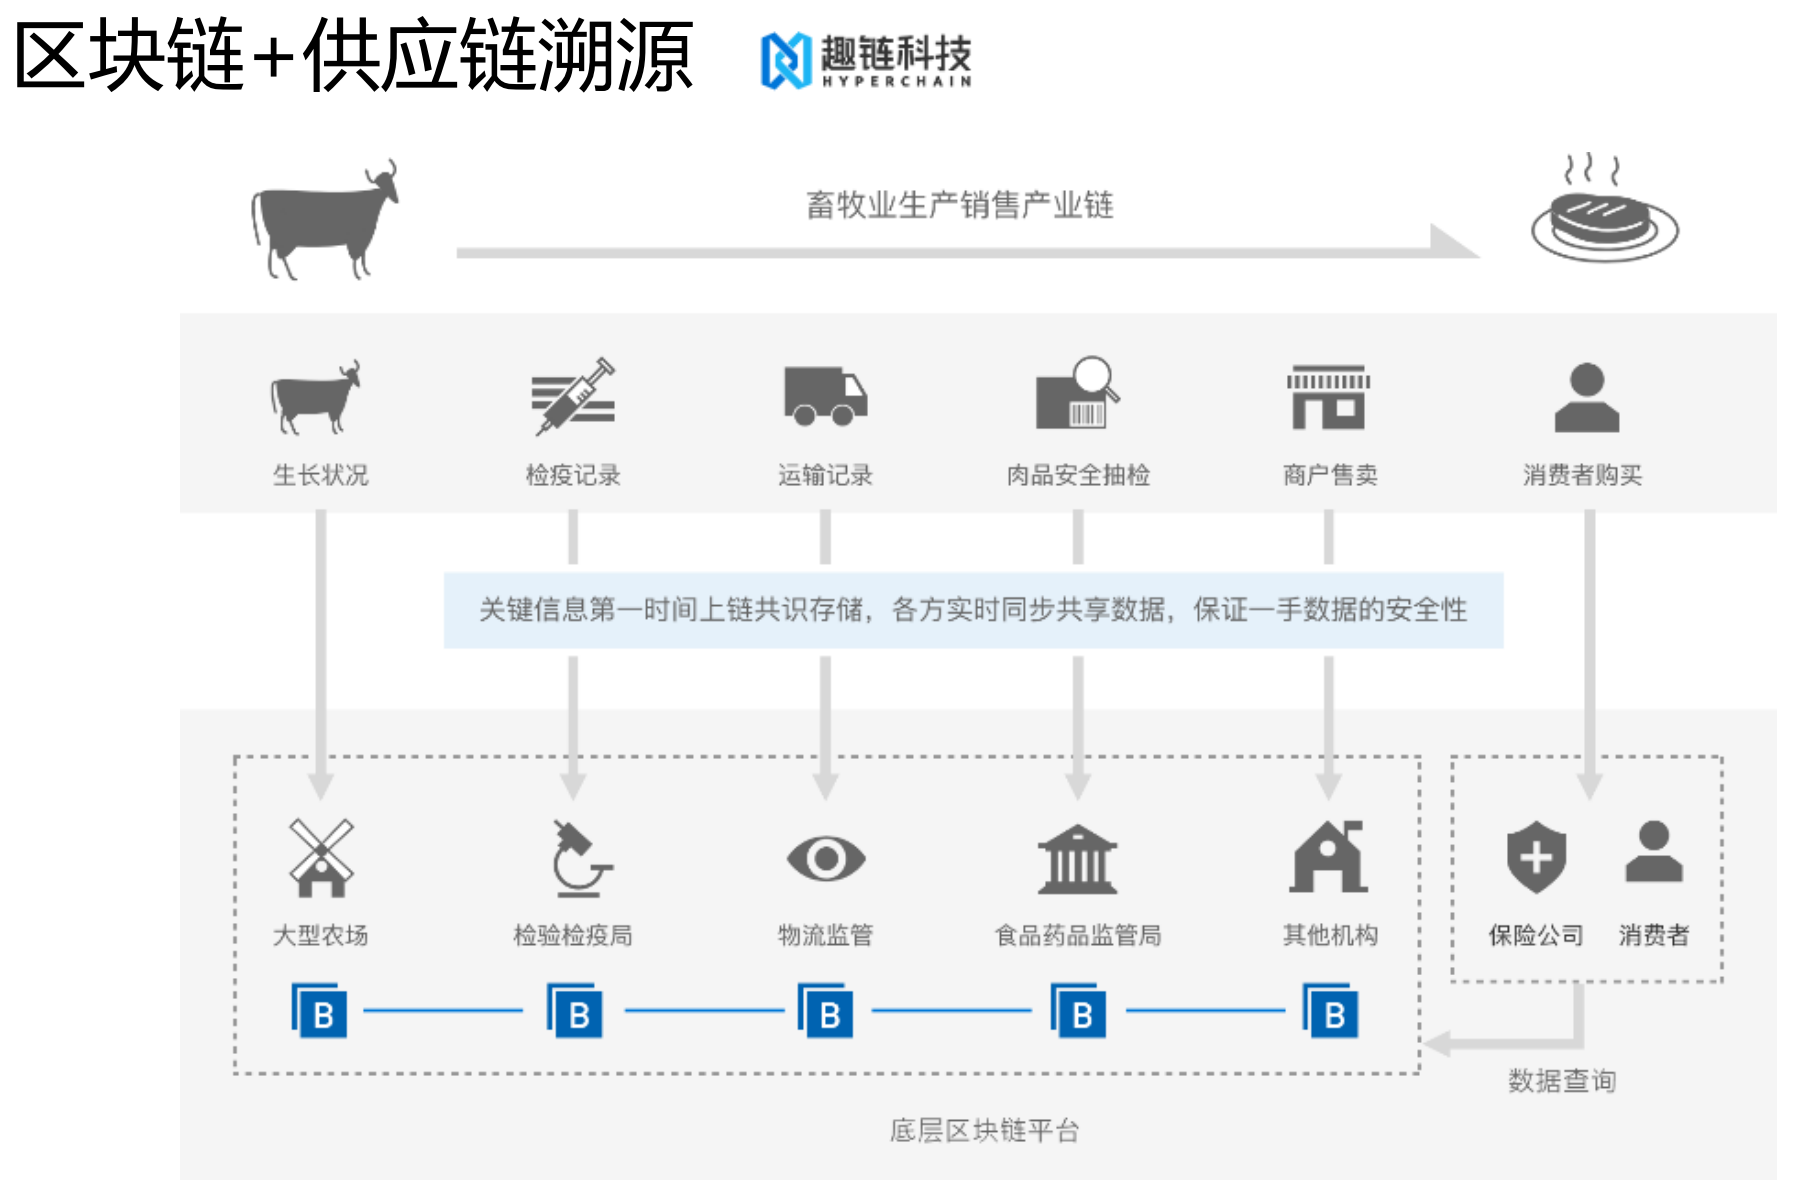 区块链+供应链溯源
趣链科技
HYPERCHAIN
畜牧业生产销售产业链
生长状况
检疫记录
运输记录
肉品安全抽检
商户售卖
消费者购买
关键信息第一时间上链共识存储，各方实时同步共享数据，保证一手数据的安全性
大型农场
检验检疫局
物流监管
食品药品监管局
其他机构
保险公司
消费者
B
B
B
B
B
数据查询
底层区块链平台